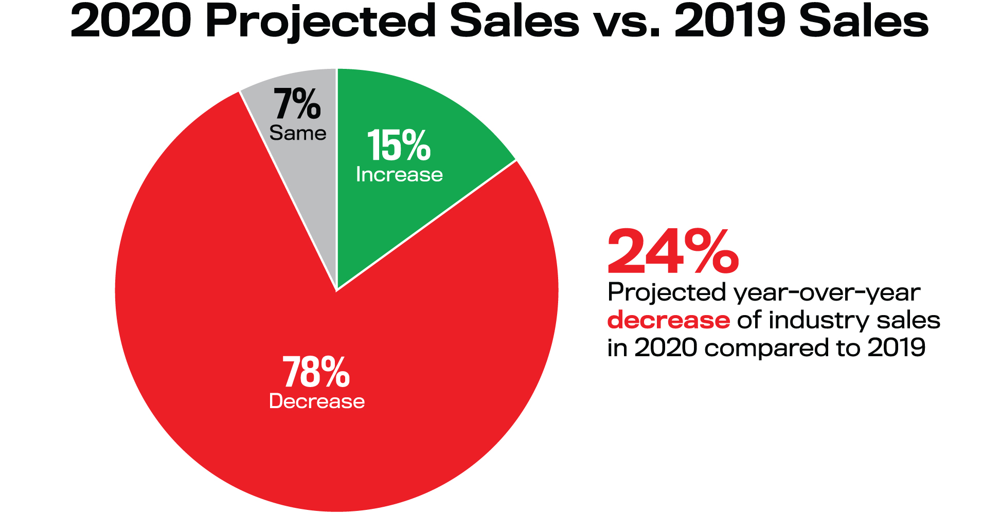 2020 Projected Sales vs. 2019 Sales
7%
Same
15%
Increase
78%
Decrease
24%
Projected year-over-year
decrease of industry sales
in 2020 compared to 2019